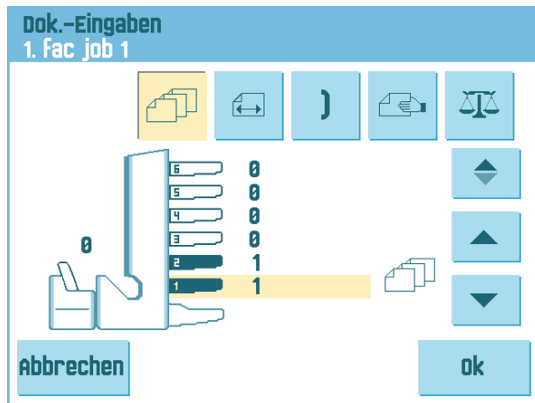 Dok.-Eingaben
1. Fac job 1
6 0
5 0
4 0
3 0
0
2 1
1 1
Abbrechen
Ok